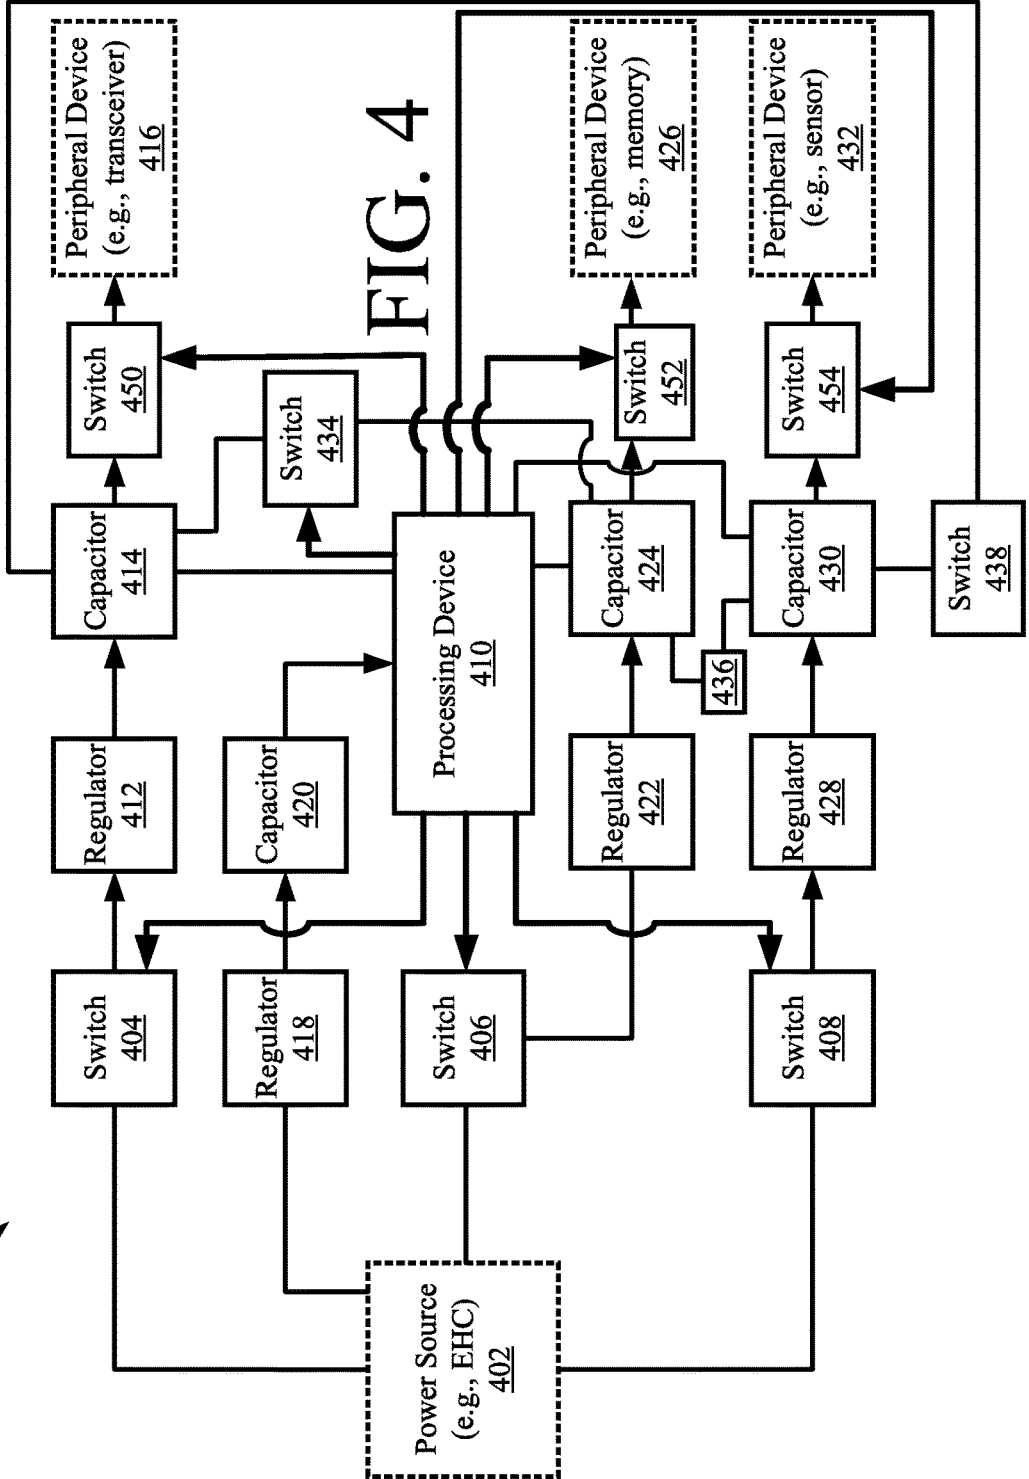 Peripheral Device
(e.g., transceiver)
416
Peripheral Device
(e.g., memory)
426
Peripheral Device
(e.g., sensor)
432
FIG. 4
Switch
450
Switch
434
Switch
452
Switch
454
Capacitor
414
Processing Device
410
Capacitor
424
Capacitor
430
Switch
438
436
Regulator
412
Capacitor
420
Regulator
422
Regulator
428
Switch
404
Regulator
418
Switch
406
Switch
408
Power Source
(e.g., EHC)
402